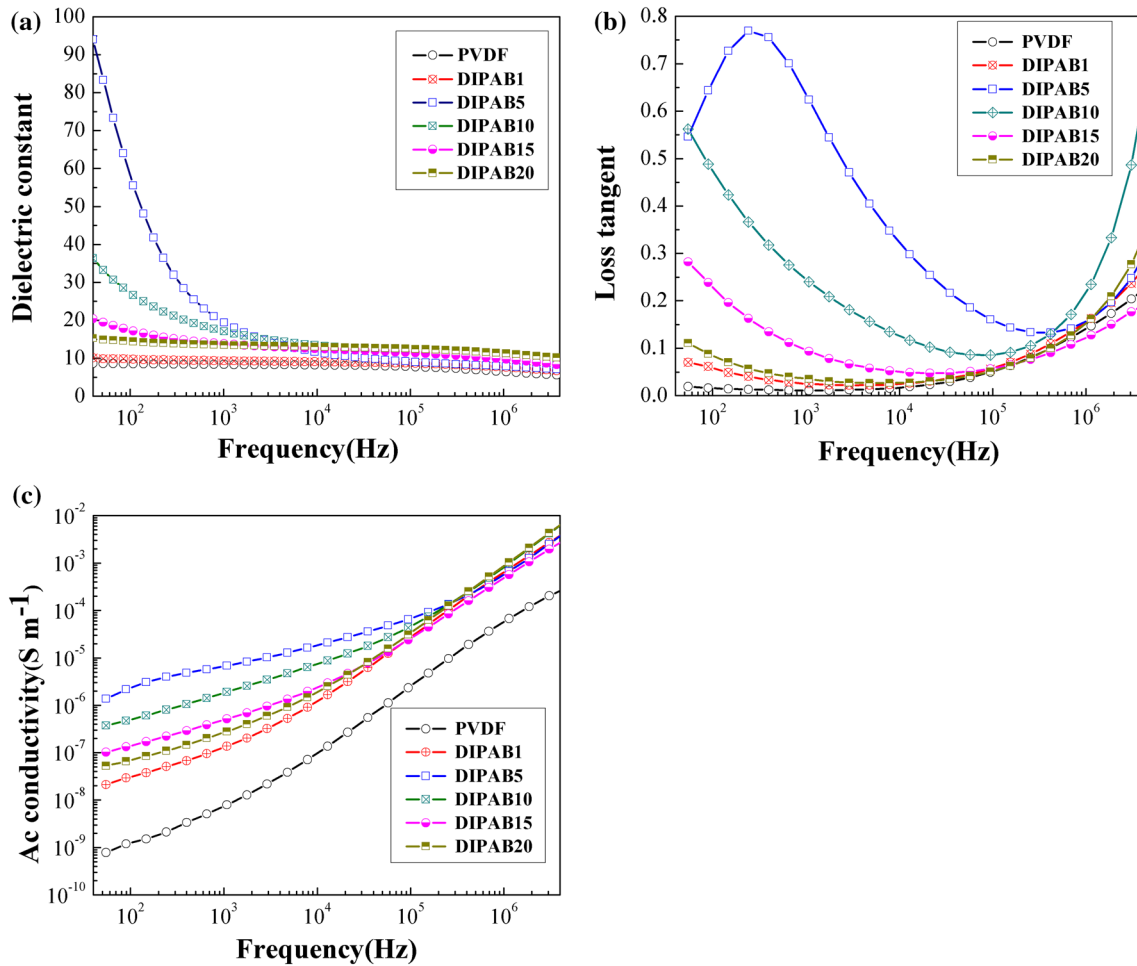 (a)
100
90
80
70
60
50
40
30
20
10
0
Dielectric constant
PVDF
DIPAB1
DIPAB5
DIPAB10
DIPAB15
DIPAB20
10² 10³ 10⁴ 10⁵ 10⁶
Frequency(Hz)
(b)
0.8
0.7
0.6
0.5
0.4
0.3
0.2
0.1
0.0
Loss tangent
PVDF
DIPAB1
DIPAB5
DIPAB10
DIPAB15
DIPAB20
10² 10³ 10⁴ 10⁵ 10⁶
Frequency(Hz)
(c)
10⁻²
10⁻³
10⁻⁴
10⁻⁵
10⁻⁶
10⁻⁷
10⁻⁸
10⁻⁹
10⁻¹⁰
Ac conductivity(S m⁻¹)
PVDF
DIPAB1
DIPAB5
DIPAB10
DIPAB15
DIPAB20
10² 10³ 10⁴ 10⁵ 10⁶
Frequency(Hz)